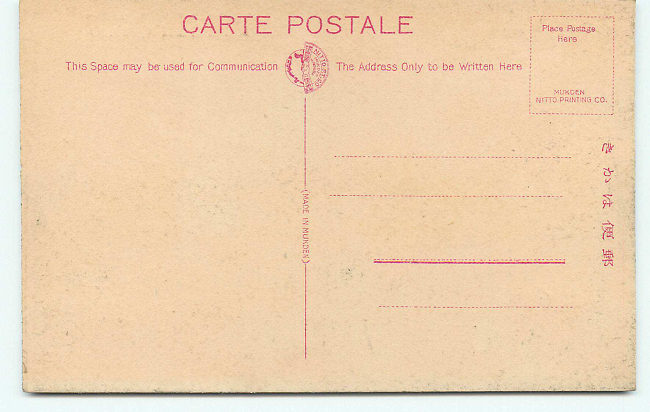 CARTE POSTALE
This Space may be used for Communication
The Address Only to be Written Here
Place Postage
Here
MUKDEN
NITTO PRINTING CO.
(MADE IN MUKDEN)
きかは便郵